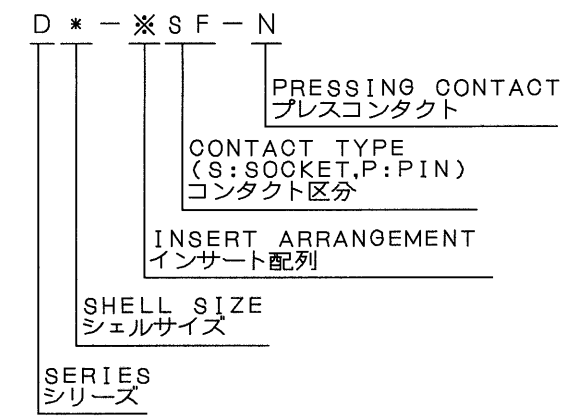 D * - ※ S F - N
PRESSING CONTACT
プレスコンタクト
CONTACT TYPE
(S:SOCKET,P:PIN)
コンタクト区分
INSERT ARRANGEMENT
インサート配列
SHELL SIZE
シェルサイズ
SERIES
シリーズ